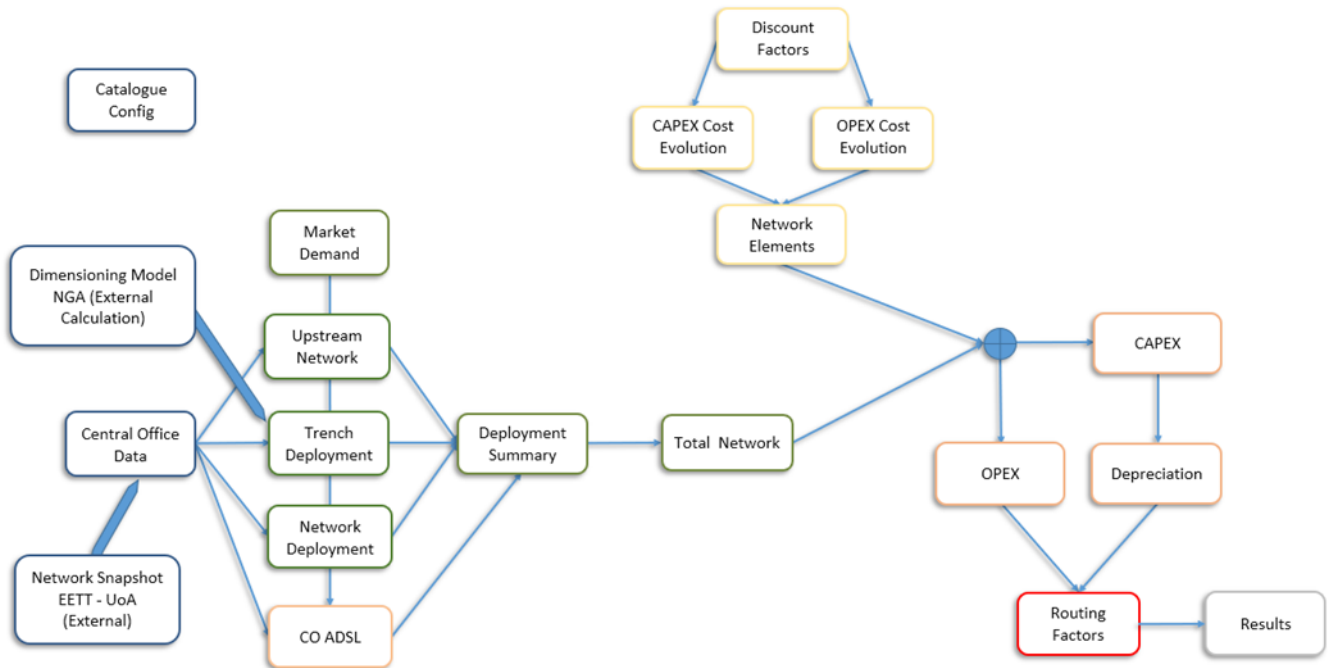 Discount
Factors
Catalogue
Config
CAPEX Cost
Evolution
OPEX Cost
Evolution
Market
Demand
Network
Elements
Dimensioning Model
NGA (External
Calculation)
Upstream
Network
CAPEX
Central Office
Data
Trench
Deployment
Deployment
Summary
Total Network
OPEX
Depreciation
Network
Deployment
Network Snapshot
EETT - UoA
(External)
CO ADSL
Routing
Factors
Results